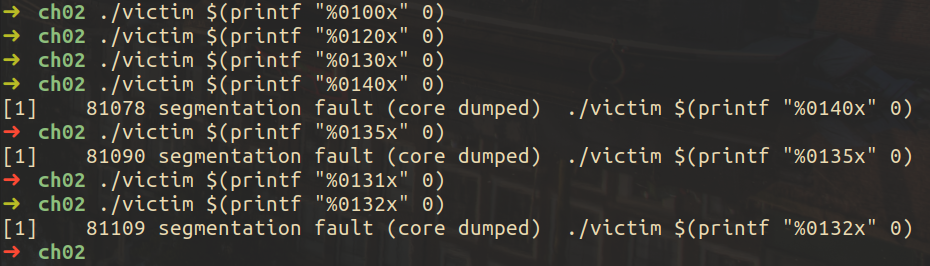 ➜ ch02 ./victim $(printf "%0100x" 0)
➜ ch02 ./victim $(printf "%0120x" 0)
➜ ch02 ./victim $(printf "%0130x" 0)
➜ ch02 ./victim $(printf "%0140x" 0)
[1]    81078 segmentation fault (core dumped)  ./victim $(printf "%0140x" 0)
➜ ch02 ./victim $(printf "%0135x" 0)
[1]    81090 segmentation fault (core dumped)  ./victim $(printf "%0135x" 0)
➜ ch02 ./victim $(printf "%0131x" 0)
➜ ch02 ./victim $(printf "%0132x" 0)
[1]    81109 segmentation fault (core dumped)  ./victim $(printf "%0132x" 0)
➜ ch02